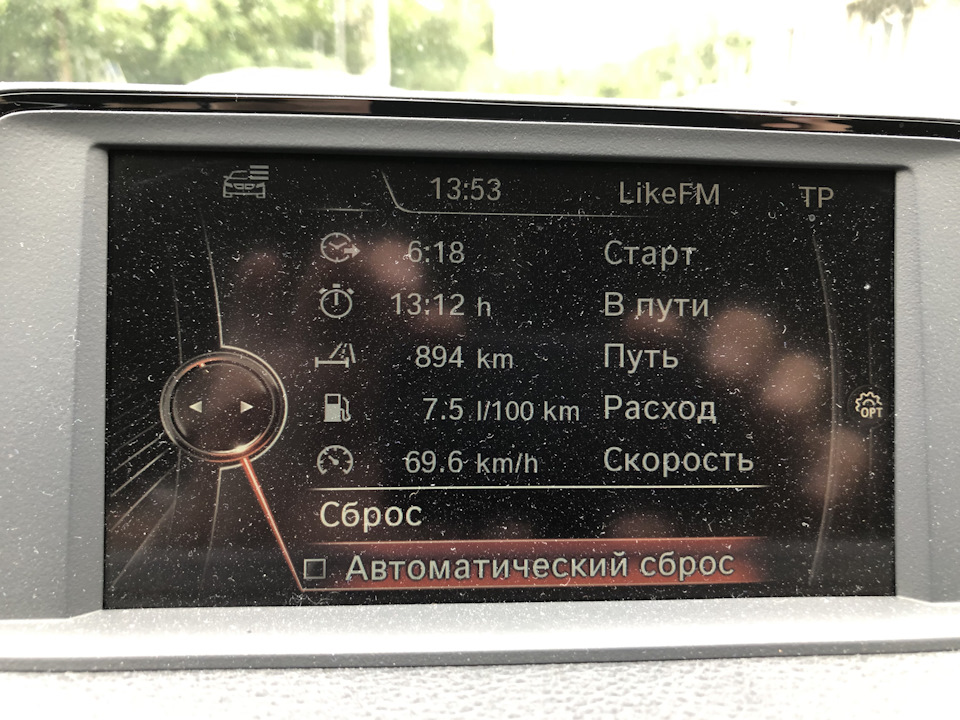 13:53 LikeFM TP
6:18 Старт
13:12 h В пути
894 km Путь
7.5 l/100 km Расход
OPT
69.6 km/h Скорость
Сброс
Автоматический сброс